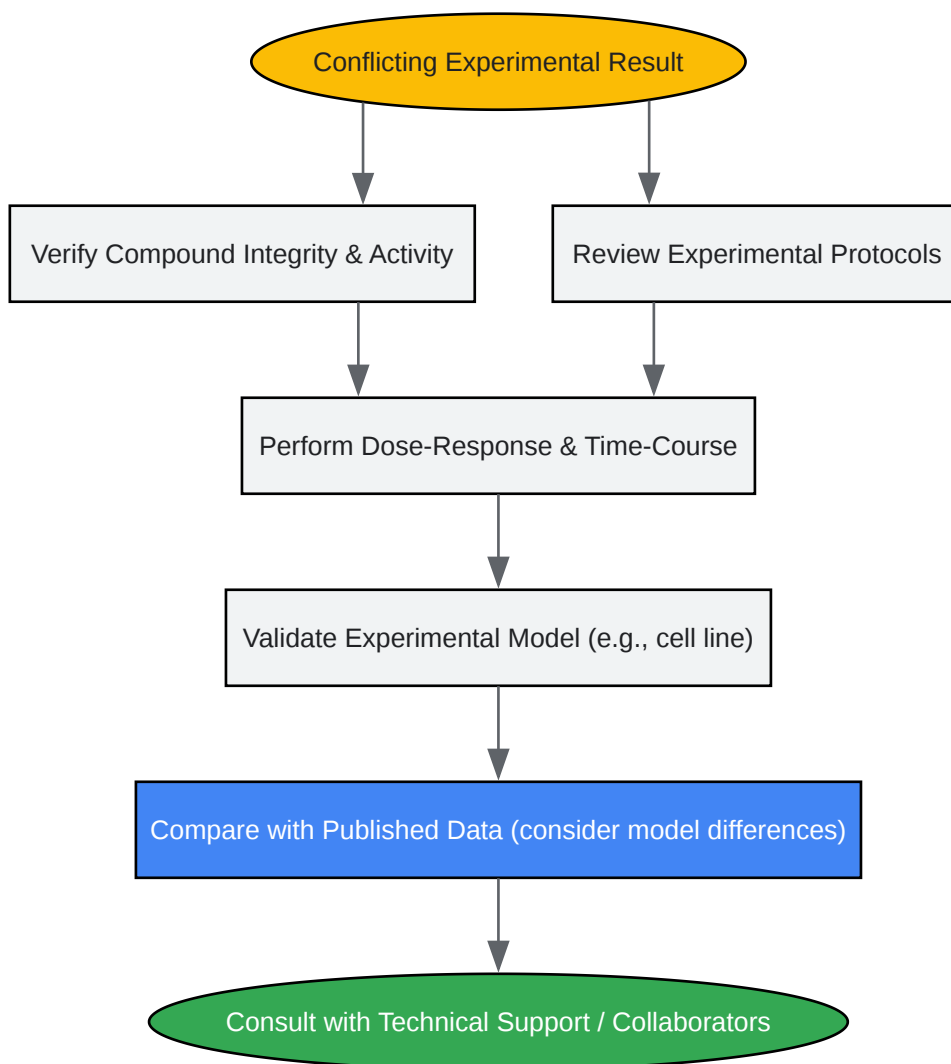 Conflicting Experimental Result
Verify Compound Integrity & Activity
Review Experimental Protocols
Perform Dose-Response & Time-Course
Validate Experimental Model (e.g., cell line)
Compare with Published Data (consider model differences)
Consult with Technical Support / Collaborators